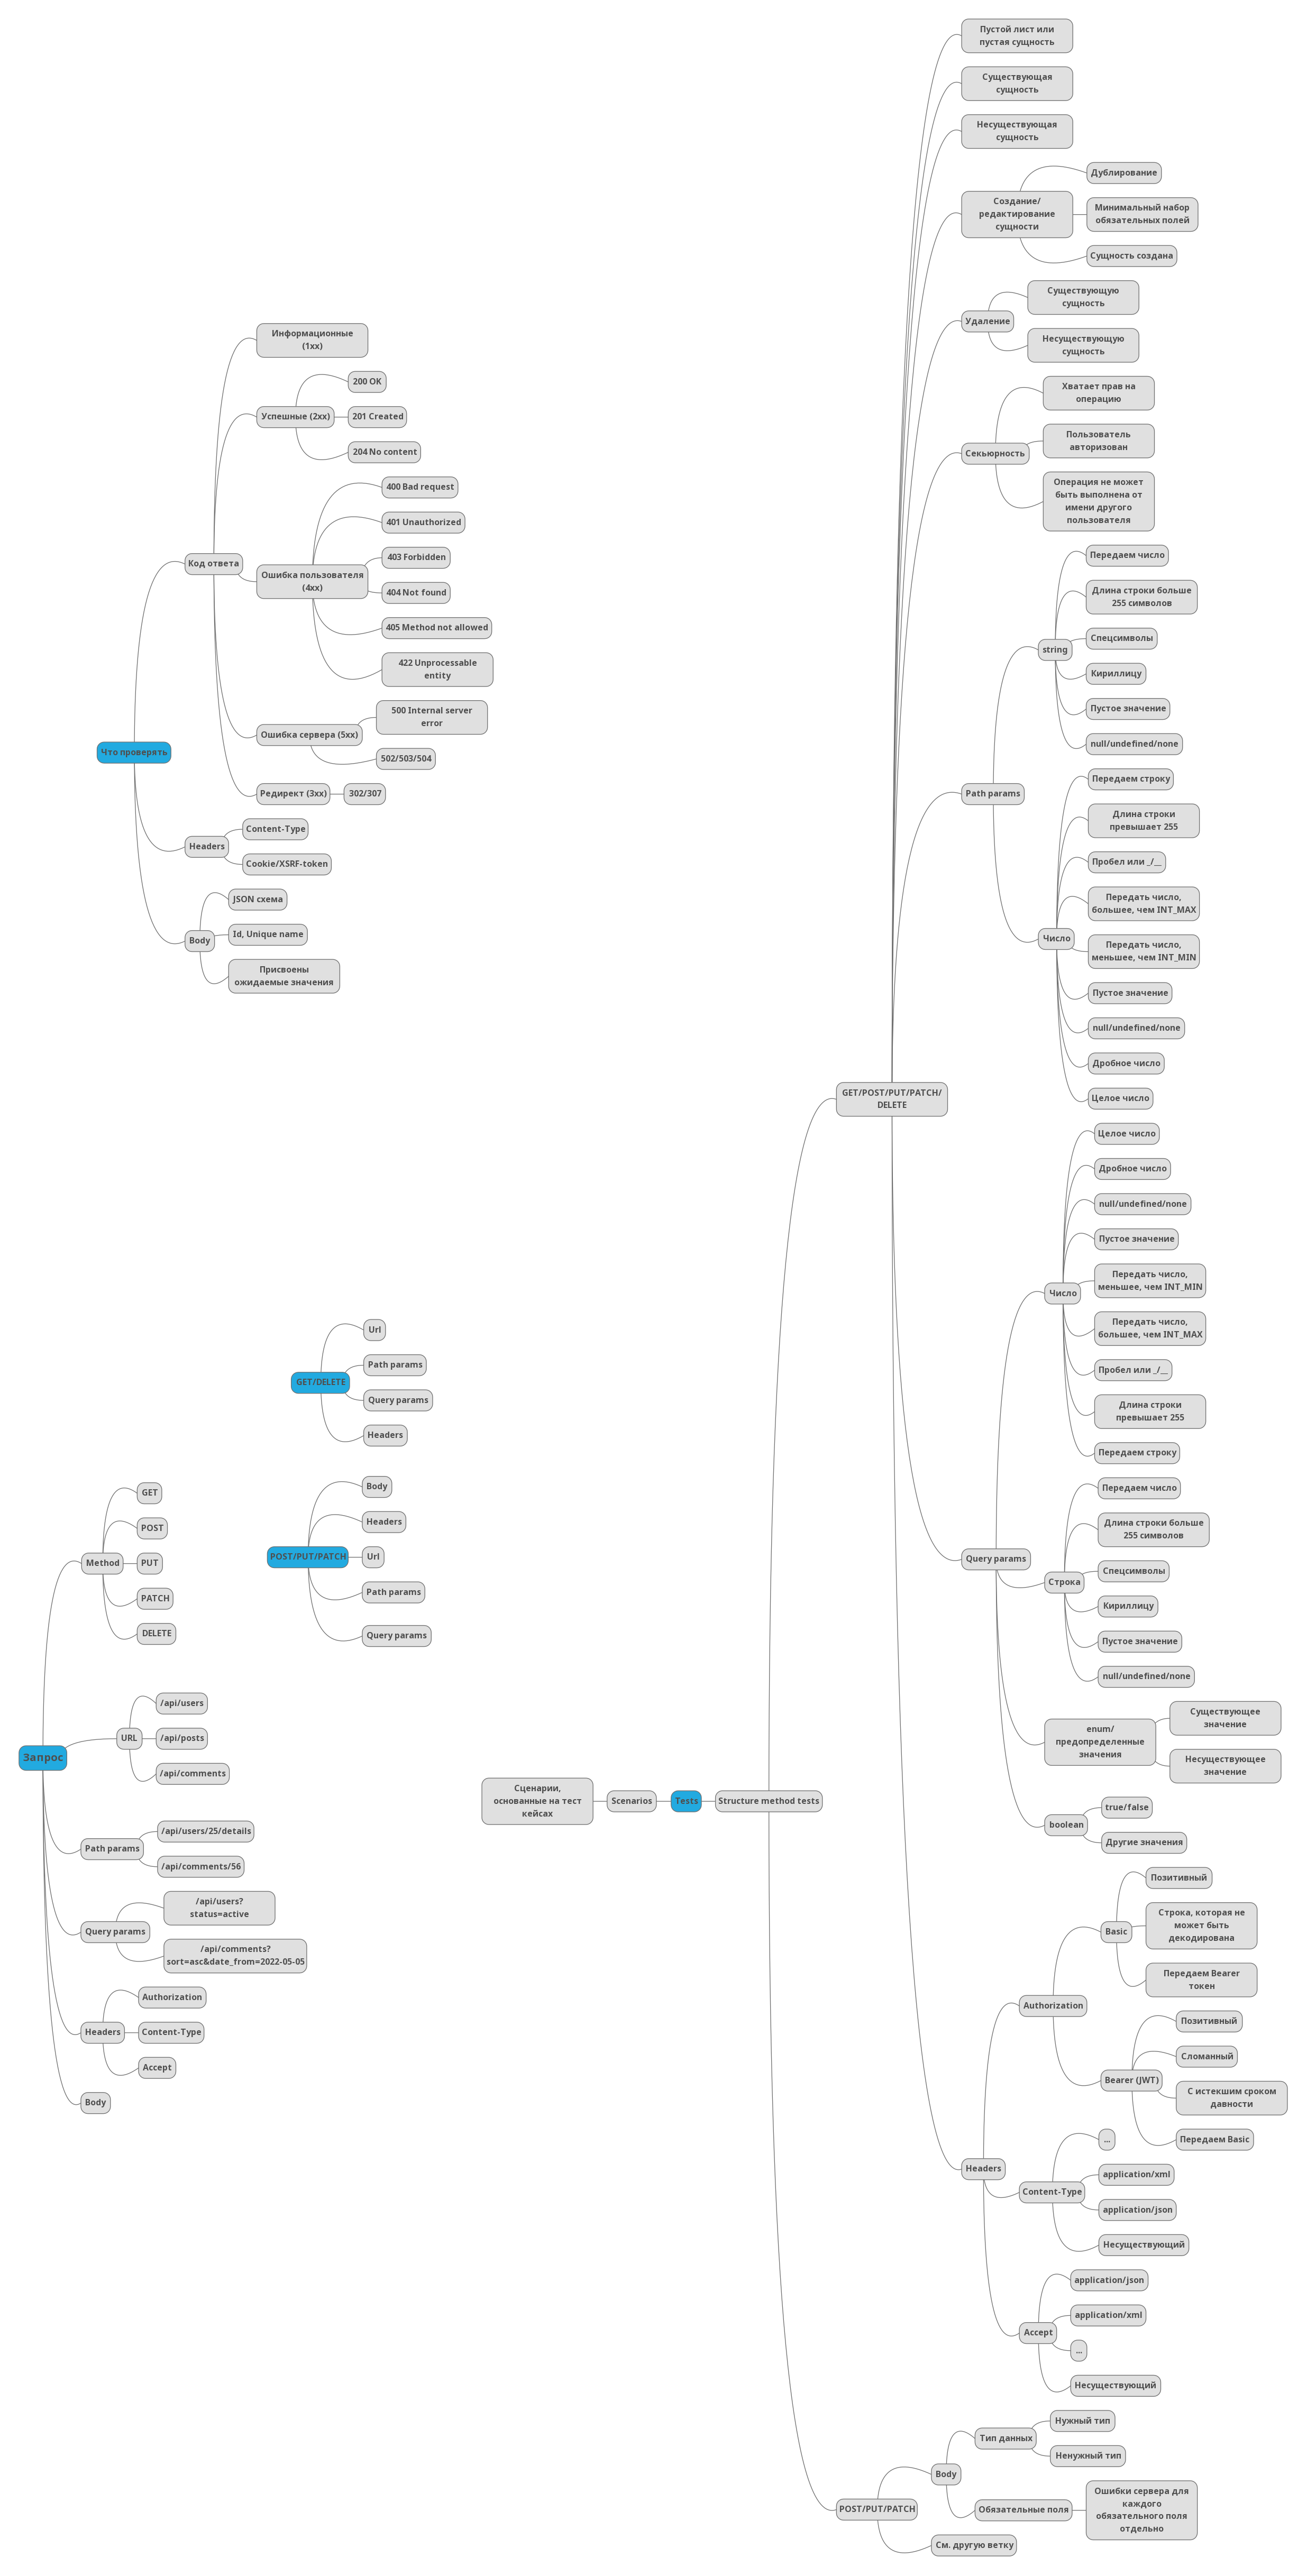 Что проверять
Код ответа
Информационные
(1xx)
Успешные (2xx)
200 OK
201 Created
204 No content
Ошибка пользователя
(4xx)
400 Bad request
401 Unauthorized
403 Forbidden
404 Not found
405 Method not allowed
422 Unprocessable
entity
Ошибка сервера (5xx)
500 Internal server
error
502/503/504
Редирект (3xx)
302/307
Headers
Content-Type
Cookie/XSRF-token
Body
JSON схема
Id, Unique name
Присвоены
ожидаемые значения
GET/DELETE
Url
Path params
Query params
Headers
POST/PUT/PATCH
Body
Headers
Url
Path params
Query params
Запрос
Method
GET
POST
PUT
PATCH
DELETE
URL
/api/users
/api/posts
/api/comments
Path params
/api/users/25/details
/api/comments/56
Query params
/api/users?
status=active
/api/comments?
sort=asc&date_from=2022-05-05
Headers
Authorization
Content-Type
Accept
Body
Сценарии,
основанные на тест
кейсах
Scenarios
Tests
Structure method tests
GET/POST/PUT/PATCH/
DELETE
Пустой лист или
пустая сущность
Существующая
сущность
Несуществующая
сущность
Создание/
редактирование
сущности
Дублирование
Минимальный набор
обязательных полей
Сущность создана
Удаление
Существующую
сущность
Несуществующую
сущность
Секьюрность
Хватает прав на
операцию
Пользователь
авторизован
Операция не может
быть выполнена от
имени другого
пользователя
Path params
string
Передаем число
Длина строки больше
255 символов
Спецсимволы
Кириллицу
Пустое значение
null/undefined/none
Число
Передаем строку
Длина строки
превышает 255
Пробел или _/__
Передать число,
большее, чем INT_MAX
Передать число,
меньшее, чем INT_MIN
Пустое значение
null/undefined/none
Дробное число
Целое число
Query params
Число
Целое число
Дробное число
null/undefined/none
Пустое значение
Передать число,
меньшее, чем INT_MIN
Передать число,
большее, чем INT_MAX
Пробел или _/__
Длина строки
превышает 255
Передаем строку
Строка
Передаем число
Длина строки больше
255 символов
Спецсимволы
Кириллицу
Пустое значение
null/undefined/none
enum/
предопределенные
значения
Существующее
значение
Несуществующее
значение
boolean
true/false
Другие значения
Headers
Authorization
Basic
Позитивный
Строка, которая не
может быть
декодирована
Передаем Bearer
токен
Bearer (JWT)
Позитивный
Сломанный
С истекшим сроком
давности
Передаем Basic
Content-Type
...
application/xml
application/json
Несуществующий
Accept
application/json
application/xml
...
Несуществующий
POST/PUT/PATCH
Body
Тип данных
Нужный тип
Ненужный тип
Обязательные поля
Ошибки сервера для
каждого
обязательного поля
отдельно
См. другую ветку